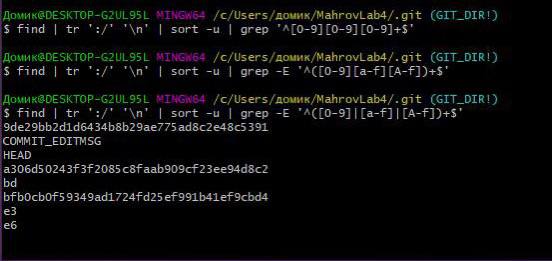 Домик@DESKTOP-G2UL95L MINGW64 /c/Users/домик/MahrovLab4/.git (GIT_DIR!)
$ find | tr ':/' '\n' | sort -u | grep '^[0-9][0-9][0-9]+$'
Домик@DESKTOP-G2UL95L MINGW64 /c/Users/домик/MahrovLab4/.git (GIT_DIR!)
$ find | tr ':/' '\n' | sort -u | grep -E '^([0-9][a-f][A-f])+$'
Домик@DESKTOP-G2UL95L MINGW64 /c/Users/домик/MahrovLab4/.git (GIT_DIR!)
$ find | tr ':/' '\n' | sort -u | grep -E '^([0-9]|[a-f]|[A-f])+$'
9de29bb2d1d6434b8b29ae775ad8c2e48c5391
COMMIT_EDITMSG
HEAD
a306d50243f3f2085c8faab909cf23ee94d8c2
bd
bfb0cb0f59349ad1724fd25ef991b41ef9cbd4
e3
e6